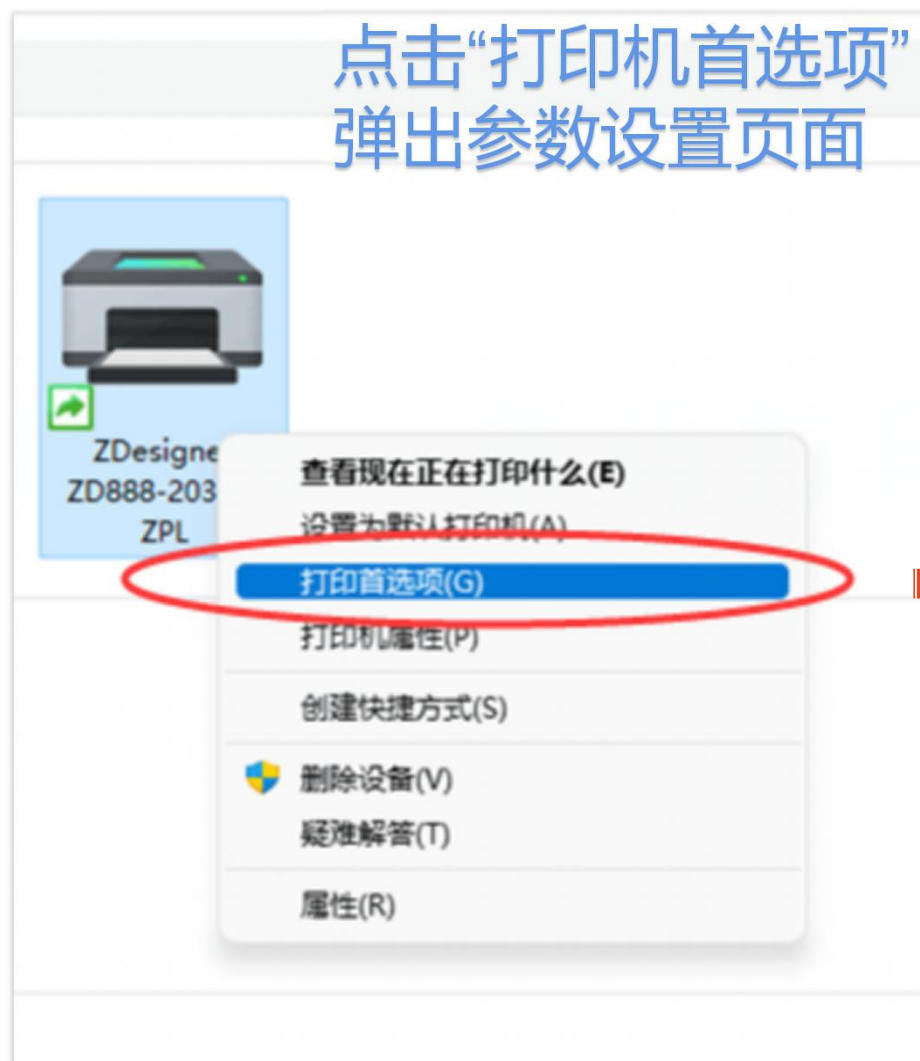 点击“打印机首选项”
弹出参数设置页面
ZDesigne
ZD888-203
ZPL
查看现在正在打印什么(E)
设置为默认打印机(A)
打印首选项(G)
打印机属性(P)
创建快捷方式(S)
删除设备(V)
疑难解答(T)
属性(R)